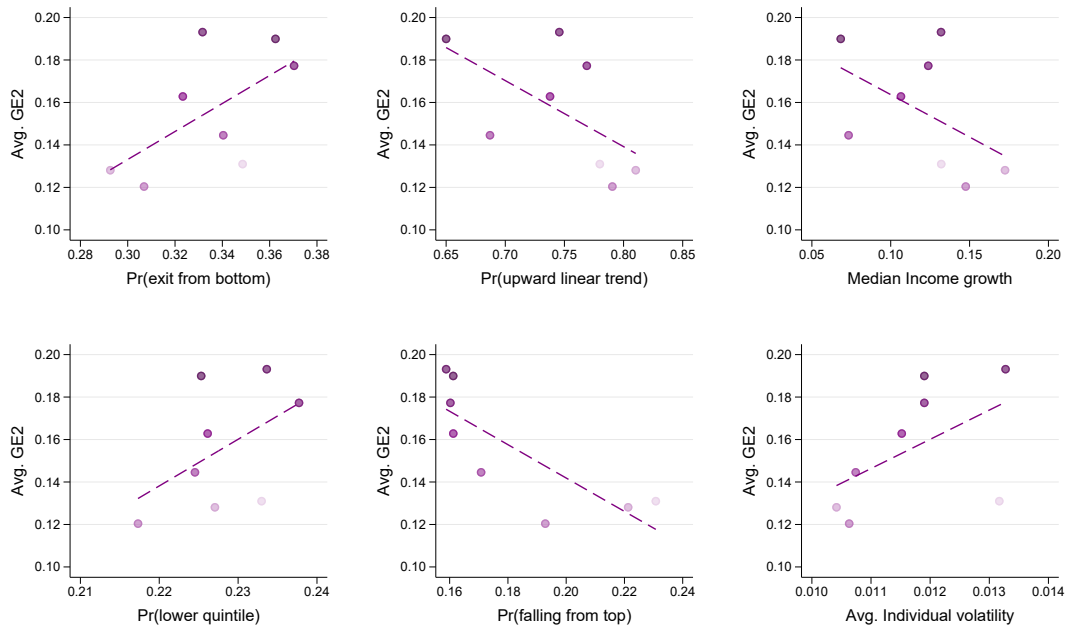 0.20
0.18
0.16
0.14
0.12
0.10
Avg. GE2
0.28 0.30 0.32 0.34 0.36 0.38
Pr(exit from bottom)
0.20
0.18
0.16
0.14
0.12
0.10
Avg. GE2
0.65 0.70 0.75 0.80 0.85
Pr(upward linear trend)
0.20
0.18
0.16
0.14
0.12
0.10
Avg. GE2
0.05 0.10 0.15 0.20
Median Income growth
0.20
0.18
0.16
0.14
0.12
0.10
Avg. GE2
0.21 0.22 0.23 0.24
Pr(lower quintile)
0.20
0.18
0.16
0.14
0.12
0.10
Avg. GE2
0.16 0.18 0.20 0.22 0.24
Pr(falling from top)
0.20
0.18
0.16
0.14
0.12
0.10
Avg. GE2
0.010 0.011 0.012 0.013 0.014
Avg. Individual volatility